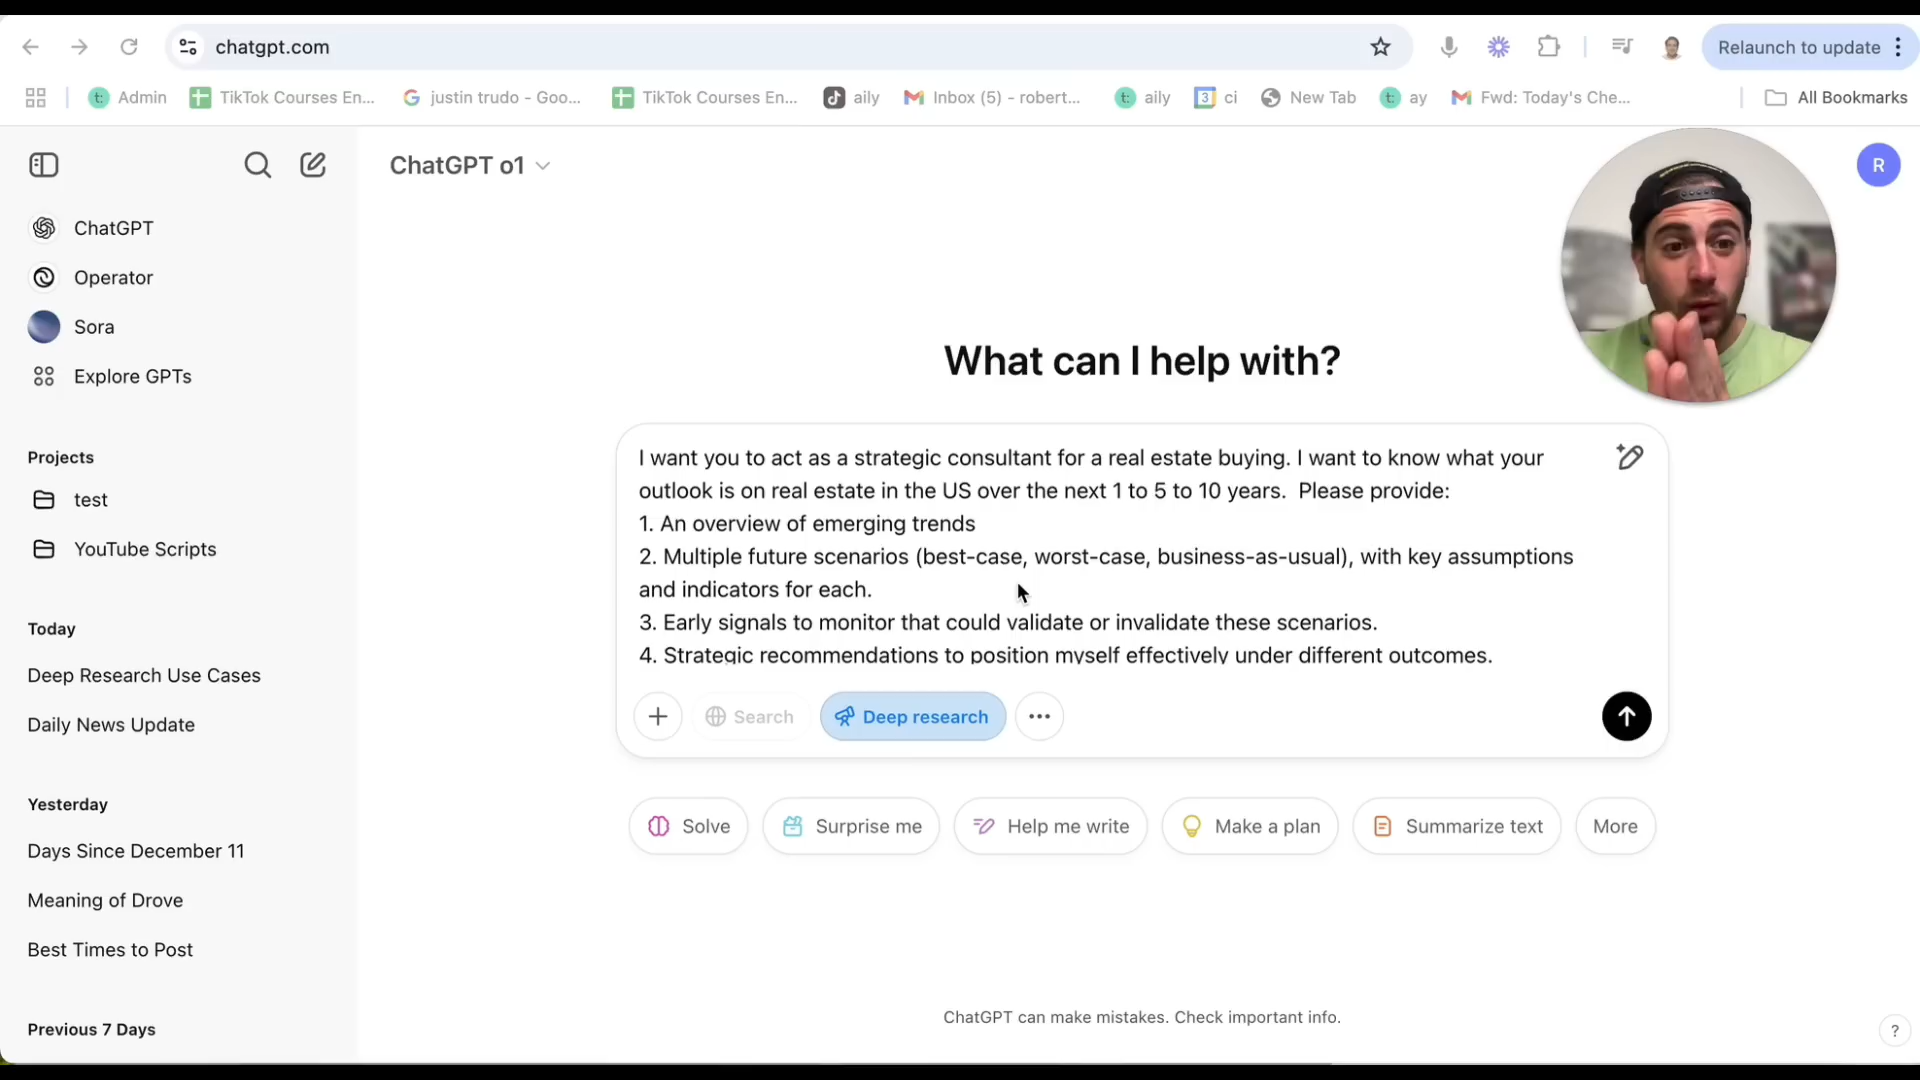 chatgpt.com
Relaunch to update
Admin
TikTok Courses En...
justin trudo - Goo...
TikTok Courses En...
aily
Inbox (5) - robert...
aily
3
ci
New Tab
ay
Fwd: Today's Che...
All Bookmarks
ChatGPT o1
R
ChatGPT
Operator
Sora
Explore GPTs
Projects
test
YouTube Scripts
Today
Deep Research Use Cases
Daily News Update
Yesterday
Days Since December 11
Meaning of Drove
Best Times to Post
Previous 7 Days
What can I help with?
I want you to act as a strategic consultant for a real estate buying. I want to know what your
outlook is on real estate in the US over the next 1 to 5 to 10 years.  Please provide:
1. An overview of emerging trends
2. Multiple future scenarios (best-case, worst-case, business-as-usual), with key assumptions
and indicators for each.
3. Early signals to monitor that could validate or invalidate these scenarios.
4. Strategic recommendations to position myself effectively under different outcomes.
Search
Deep research
Solve
Surprise me
Help me write
Make a plan
Summarize text
More
ChatGPT can make mistakes. Check important info.
?